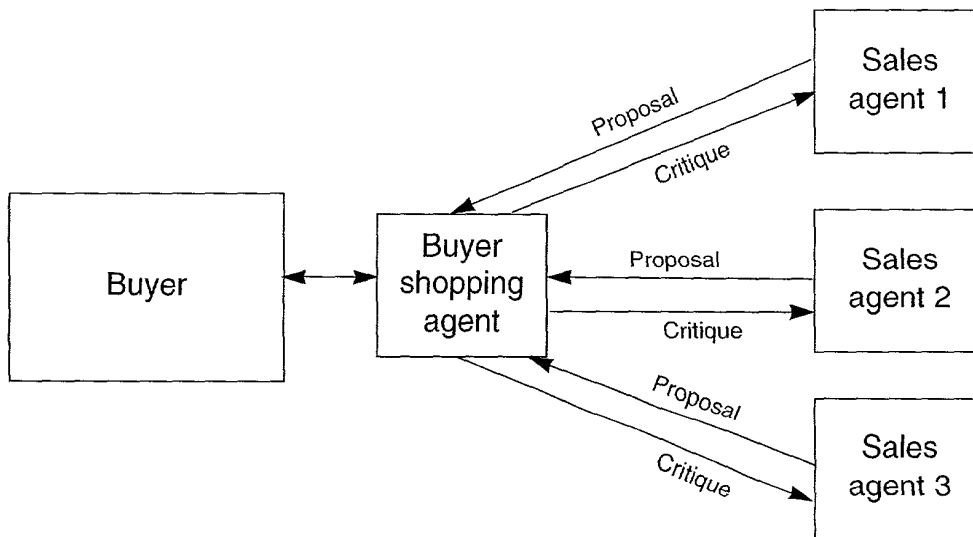 Sales
agent 1
Proposal
Critique
Buyer
Buyer
shopping
agent
Proposal
Critique
Sales
agent 2
Proposal
Critique
Sales
agent 3